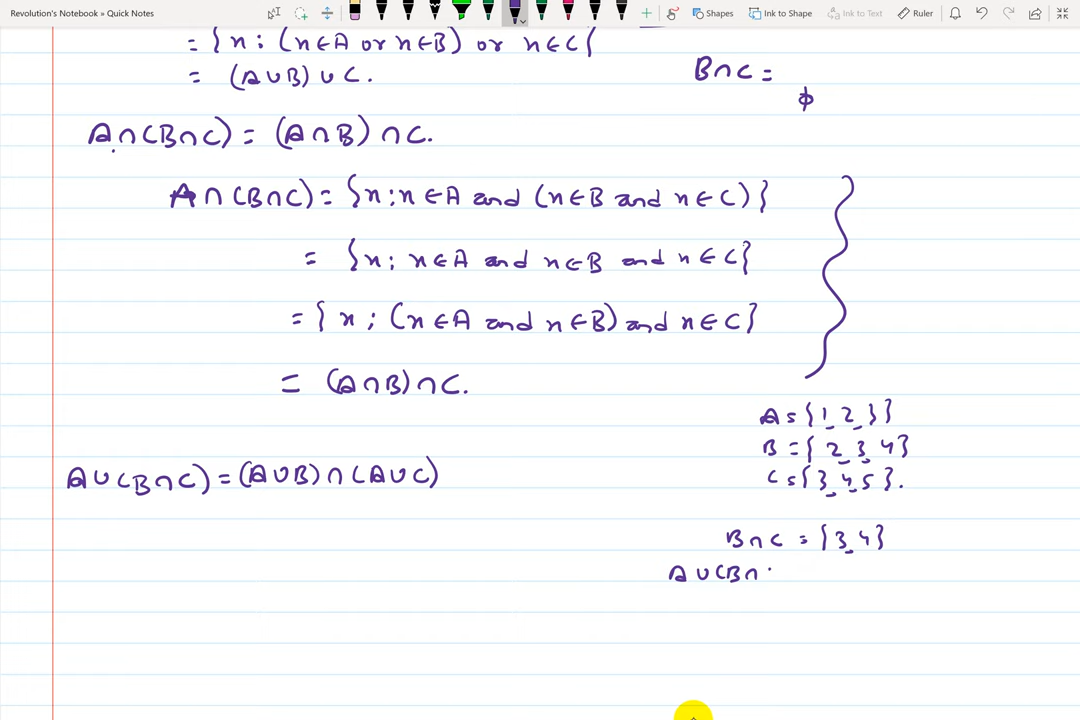 Revolution's Notebook » Quick Notes
Shapes
Ink to Shape
Ink to Text
Ruler
= {x : (x∈A or x∈B) or x∈C}
= (A∪B) ∪ C.
B∩C =
ϕ
A∩(B∩C) = (A∩B) ∩ C.
A∩(B∩C) = {x : x∈A and (x∈B and x∈C)}
= {x ; x∈A and x∈B and x∈C}
= {x ; (x∈A and x∈B) and x∈C}
= (A∩B)∩C.
A = {1, 2, }}
B = {2, 3, 4}
C = {3, 4, 5}.
A∪(B∩C) = (A∪B)∩(A∪C)
B∩C = {3, 4}
A∪(B∩